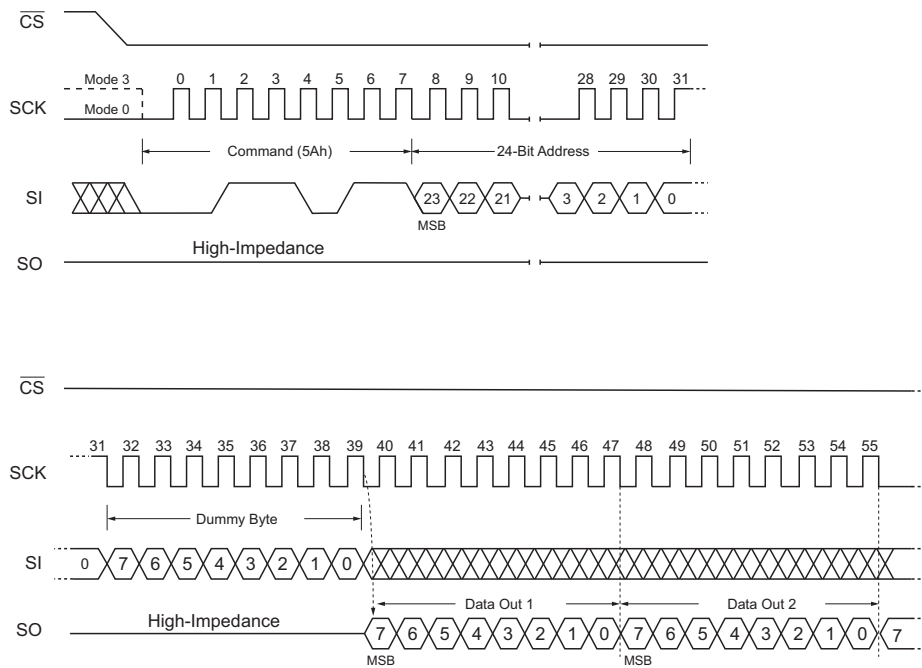 CS
Mode 3
0 1 2 3 4 5 6 7 8 9 10 28 29 30 31
SCK
Mode 0
Command (5Ah) 24-Bit Address
SI 23 22 21 3 2 1 0
MSB
High-Impedance
SO
CS
31 32 33 34 35 36 37 38 39 40 41 42 43 44 45 46 47 48 49 50 51 52 53 54 55
SCK
Dummy Byte
SI 0 7 6 5 4 3 2 1 0
Data Out 1 Data Out 2
High-Impedance
SO 7 6 5 4 3 2 1 0 7 6 5 4 3 2 1 0 7
MSB MSB